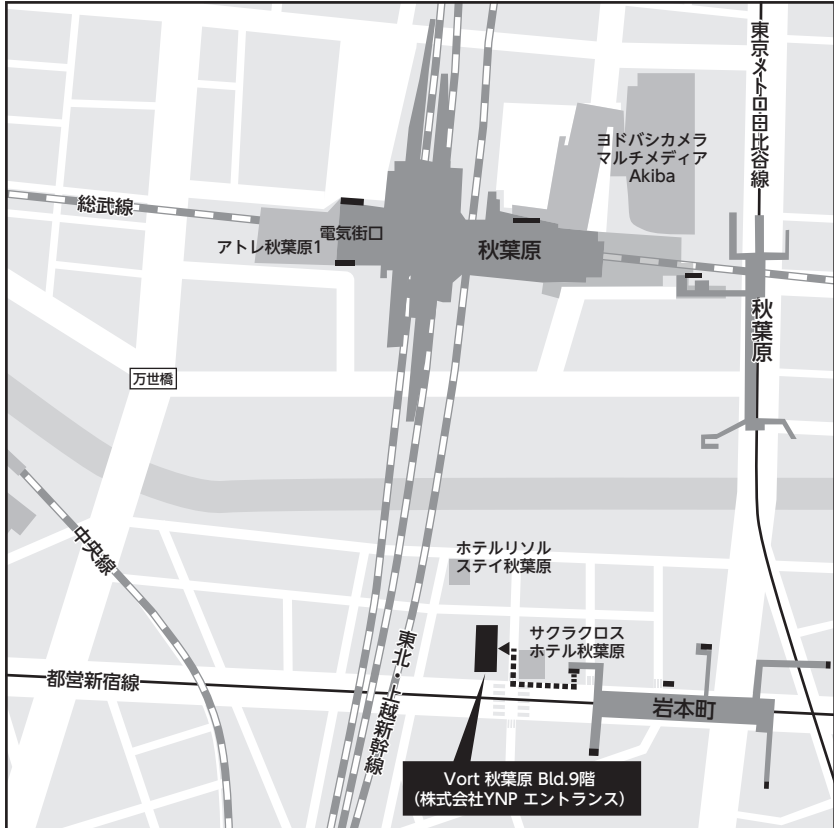 東京メトロ日比谷線
ヨドバシカメラ
マルチメディア
Akiba
総武線
電気街口
アトレ秋葉原1
秋葉原
秋葉原
万世橋
中央線
ホテルリソル
ステイ秋葉原
サクラクロス
ホテル秋葉原
東北・上越新幹線
都営新宿線
岩本町
Vort 秋葉原 Bld.9階
(株式会社YNP エントランス)